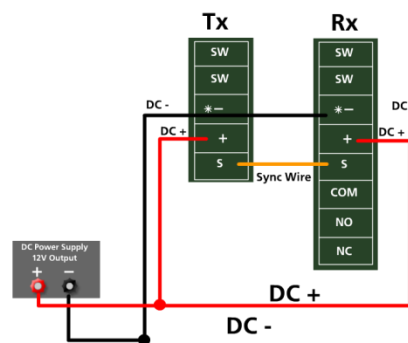 Tx
Rx
SW
SW
SW
SW
DC -
*-
*-
DC
DC +
+
+
DC+
S
S
Sync Wire
COM
NO
NC
DC Power Supply
12V Output
+ -
DC +
DC -